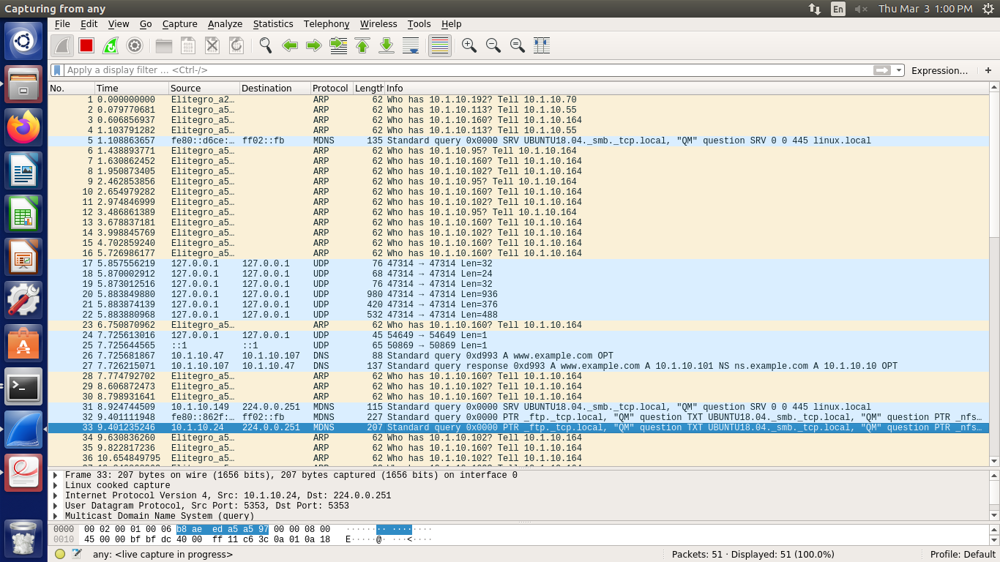 Capturing from any
En
Thu Mar 3 1:00 PM
File Edit View Go Capture Analyze Statistics Telephony Wireless Tools Help
Apply a display filter ... <Ctrl-/>
Expression...
+
No. Time Source Destination Protocol Length Info
1 0.000000000 Elitegro_a2… ARP 62 Who has 10.1.10.192? Tell 10.1.10.70
2 0.079770681 Elitegro_a5… ARP 62 Who has 10.1.10.113? Tell 10.1.10.55
3 0.606856937 Elitegro_a5… ARP 62 Who has 10.1.10.160? Tell 10.1.10.164
4 1.103791282 Elitegro_a5… ARP 62 Who has 10.1.10.113? Tell 10.1.10.55
5 1.108863657 fe80::d6ce:… ff02::fb MDNS 135 Standard query 0x0000 SRV UBUNTU18.04._smb._tcp.local, "QM" question SRV 0 0 445 linux.local
6 1.438893771 Elitegro_a5… ARP 62 Who has 10.1.10.95? Tell 10.1.10.164
7 1.630862452 Elitegro_a5… ARP 62 Who has 10.1.10.160? Tell 10.1.10.164
8 1.950873405 Elitegro_a5… ARP 62 Who has 10.1.10.102? Tell 10.1.10.164
9 2.462853856 Elitegro_a5… ARP 62 Who has 10.1.10.95? Tell 10.1.10.164
10 2.654979282 Elitegro_a5… ARP 62 Who has 10.1.10.160? Tell 10.1.10.164
11 2.974846999 Elitegro_a5… ARP 62 Who has 10.1.10.102? Tell 10.1.10.164
12 3.486861389 Elitegro_a5… ARP 62 Who has 10.1.10.95? Tell 10.1.10.164
13 3.678837181 Elitegro_a5… ARP 62 Who has 10.1.10.160? Tell 10.1.10.164
14 3.998845769 Elitegro_a5… ARP 62 Who has 10.1.10.102? Tell 10.1.10.164
15 4.702859240 Elitegro_a5… ARP 62 Who has 10.1.10.160? Tell 10.1.10.164
16 5.726986177 Elitegro_a5… ARP 62 Who has 10.1.10.160? Tell 10.1.10.164
17 5.857556219 127.0.0.1 127.0.0.1 UDP 76 47314 → 47314 Len=32
18 5.870002912 127.0.0.1 127.0.0.1 UDP 68 47314 → 47314 Len=24
19 5.873012516 127.0.0.1 127.0.0.1 UDP 76 47314 → 47314 Len=32
20 5.883849880 127.0.0.1 127.0.0.1 UDP 980 47314 → 47314 Len=936
21 5.883874139 127.0.0.1 127.0.0.1 UDP 420 47314 → 47314 Len=376
22 5.883880968 127.0.0.1 127.0.0.1 UDP 532 47314 → 47314 Len=488
23 6.750870962 Elitegro_a5… ARP 62 Who has 10.1.10.160? Tell 10.1.10.164
24 7.725613016 127.0.0.1 127.0.0.1 UDP 45 54649 → 54649 Len=1
25 7.725644565 ::1 ::1 UDP 65 50869 → 50869 Len=1
26 7.725681867 10.1.10.47 10.1.10.107 DNS 88 Standard query 0xd993 A www.example.com OPT
27 7.726215071 10.1.10.107 10.1.10.47 DNS 137 Standard query response 0xd993 A www.example.com A 10.1.10.101 NS ns.example.com A 10.1.10.10 OPT
28 7.774792702 Elitegro_a5… ARP 62 Who has 10.1.10.160? Tell 10.1.10.164
29 8.606872473 Elitegro_a5… ARP 62 Who has 10.1.10.102? Tell 10.1.10.164
30 8.798931641 Elitegro_a5… ARP 62 Who has 10.1.10.160? Tell 10.1.10.164
31 8.924744509 10.1.10.149 224.0.0.251 MDNS 115 Standard query 0x0000 SRV UBUNTU18.04._smb._tcp.local, "QM" question SRV 0 0 445 linux.local
32 9.401111948 fe80::862f:… ff02::fb MDNS 227 Standard query 0x0000 PTR _ftp._tcp.local, "QM" question TXT UBUNTU18.04._smb._tcp.local, "QM" question PTR _nfs…
33 9.401235246 10.1.10.24 224.0.0.251 MDNS 207 Standard query 0x0000 PTR _ftp._tcp.local, "QM" question TXT UBUNTU18.04._smb._tcp.local, "QM" question PTR _nfs…
34 9.630836260 Elitegro_a5… ARP 62 Who has 10.1.10.102? Tell 10.1.10.164
35 9.822817236 Elitegro_a5… ARP 62 Who has 10.1.10.160? Tell 10.1.10.164
36 10.654849795 Elitegro_a5… ARP 62 Who has 10.1.10.102? Tell 10.1.10.164
Frame 33: 207 bytes on wire (1656 bits), 207 bytes captured (1656 bits) on interface 0
Linux cooked capture
Internet Protocol Version 4, Src: 10.1.10.24, Dst: 224.0.0.251
User Datagram Protocol, Src Port: 5353, Dst Port: 5353
Multicast Domain Name System (query)
0000 00 02 00 01 00 06 b8 ae ed a5 a5 97 00 00 08 00 ········ ········
0010 45 00 00 bf bf dc 40 00 ff 11 c6 3c 0a 01 0a 18 E·····@· ···<····
any: <live capture in progress>
Packets: 51 · Displayed: 51 (100.0%)
Profile: Default